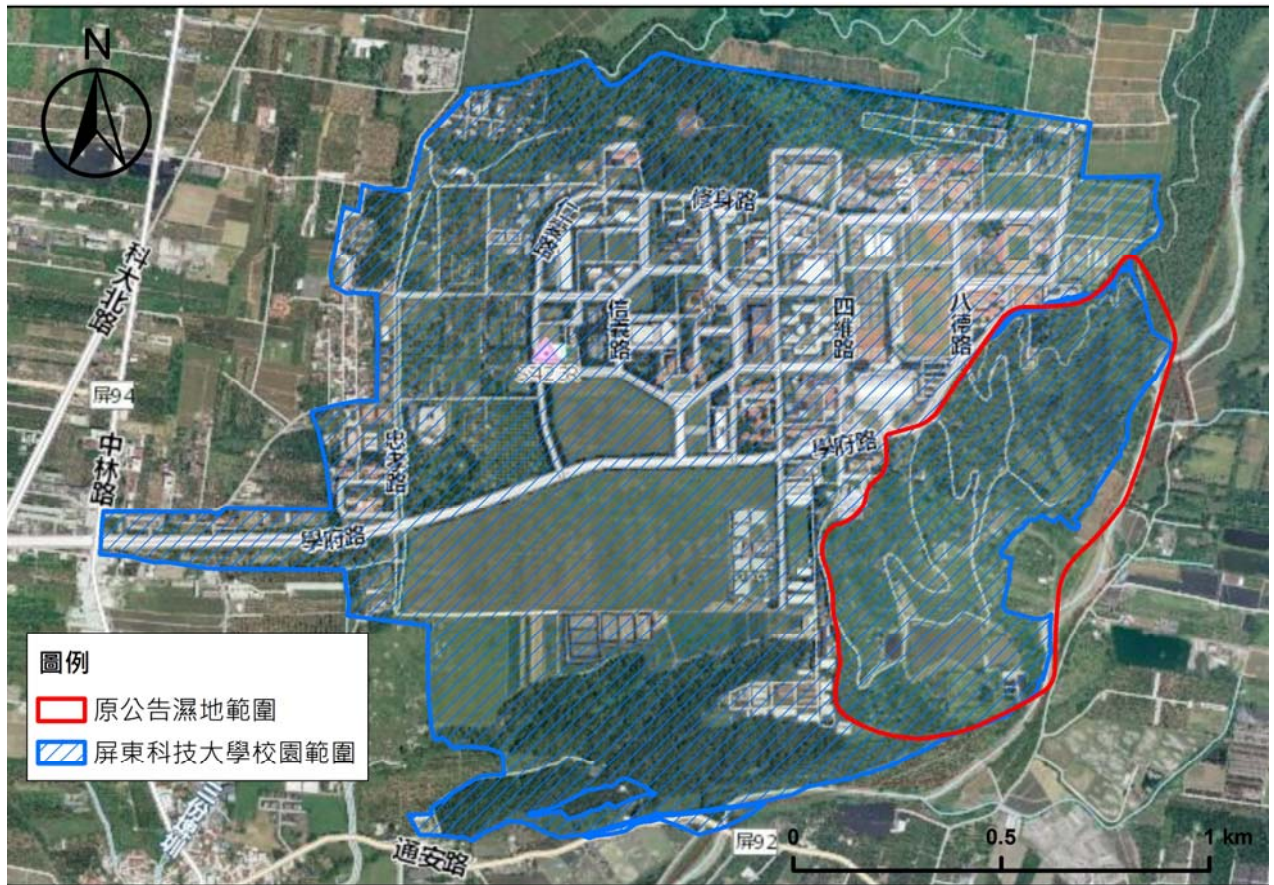 N
修身路
科大北路
信義路
四維路
八德路
屏94
中林路
忠孝路
學府路
學府路
圖例
原公告濕地範圍
屏東科技大學校園範圍
通安路
屏92
0
0.5
1 km